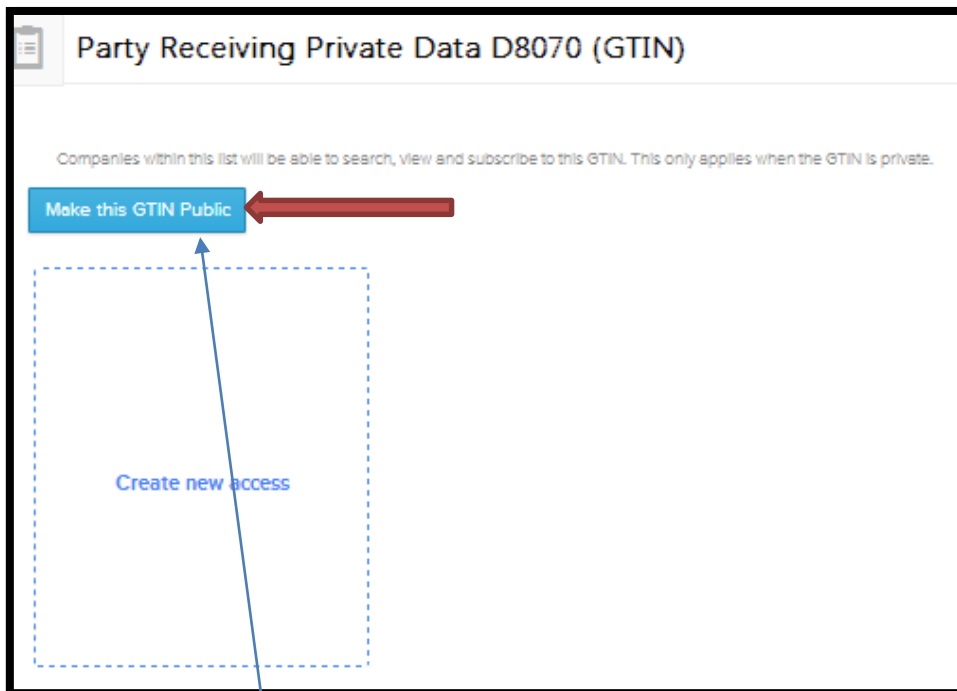 Party Receiving Private Data D8070 (GTIN)
Companies within this list will be able to search, view and subscribe to this GTIN. This only applies when the GTIN is private.
Make this GTIN Public
Create new access